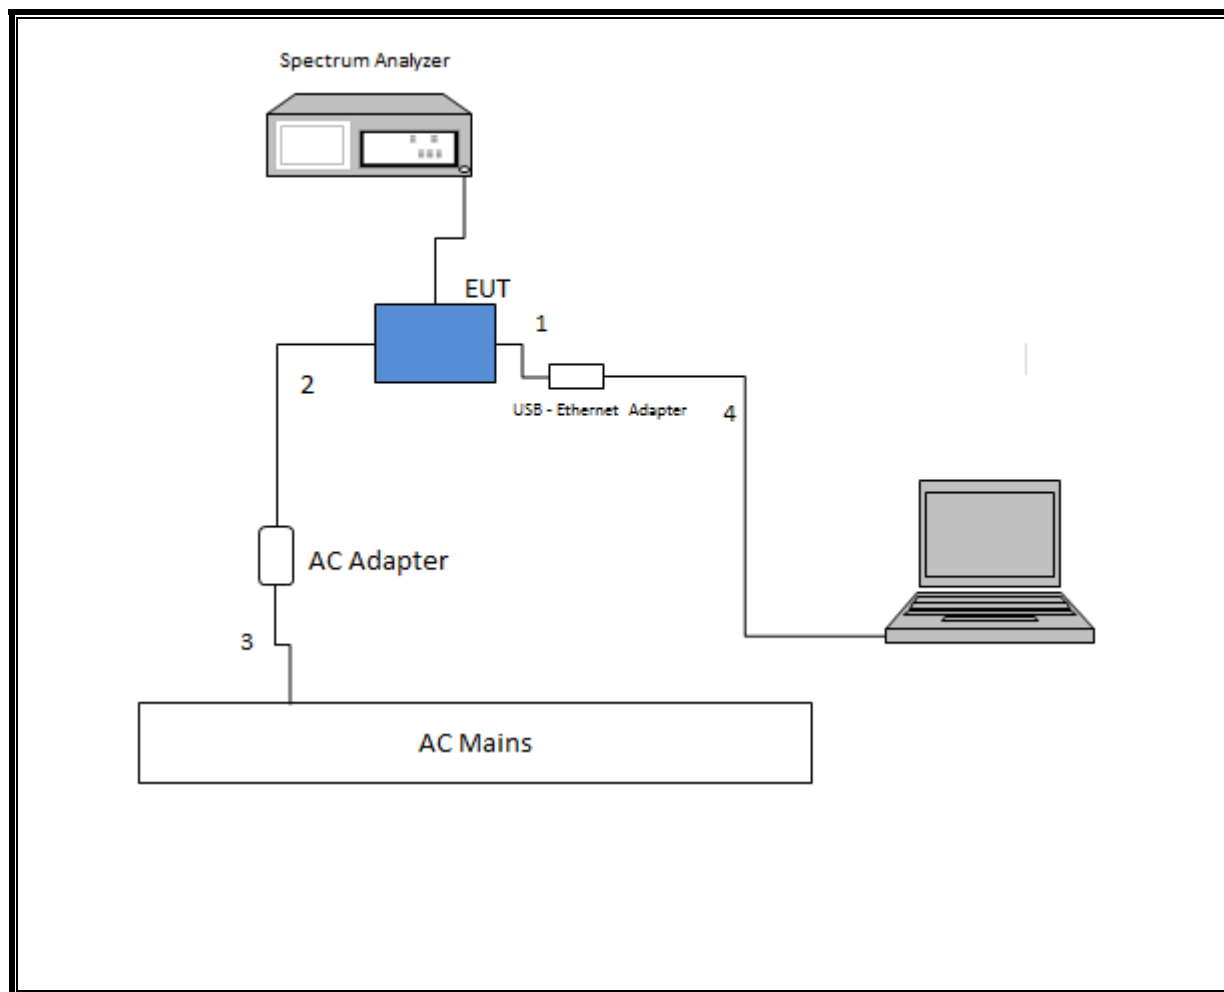 Spectrum Analyzer
EUT
1
2
USB - Ethernet Adapter
4
AC Adapter
3
AC Mains